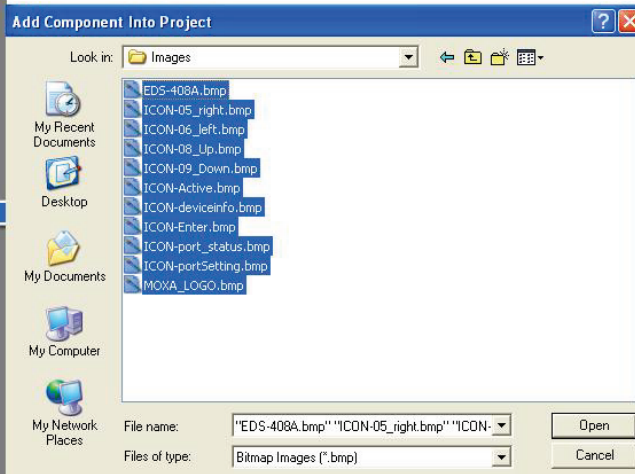 Add Component Into Project
Look in:
Images
My Recent
Documents
Desktop
My Documents
My Computer
My Network
Places
EDS-408A.bmp
ICON-05_right.bmp
ICON-06_left.bmp
ICON-08_Up.bmp
ICON-09_Down.bmp
ICON-Active.bmp
ICON-deviceinfo.bmp
ICON-Enter.bmp
ICON-port_status.bmp
ICON-portSetting.bmp
MOXA_LOGO.bmp
File name:
"EDS-408A.bmp" "ICON-05_right.bmp" "ICON-
Open
Files of type:
Bitmap Images (*.bmp)
Cancel